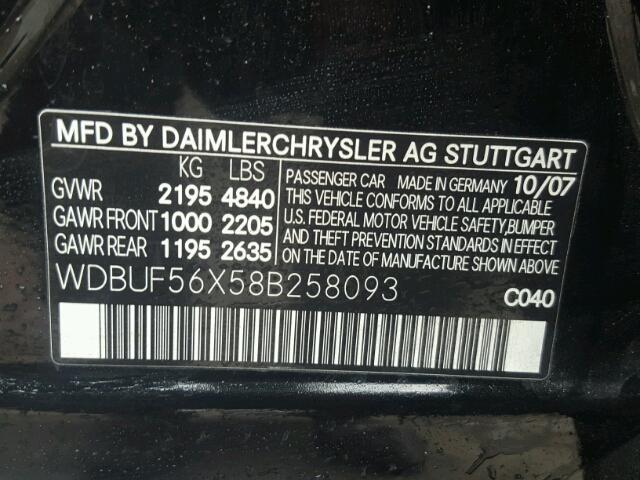 MFD BY DAIMLERCHRYSLER AG STUTTGART
KG LBS
GVWR 2195 4840
GAWR FRONT 1000 2205
GAWR REAR 1195 2635
PASSENGER CAR MADE IN GERMANY 10/07
THIS VEHICLE CONFORMS TO ALL APPLICABLE
U.S. FEDERAL MOTOR VEHICLE SAFETY,BUMPER
AND THEFT PREVENTION STANDARDS IN EFFECT
ON THE DATE OF MANUFACTURE SHOWN ABOVE
WDBUF56X58B258093
C040